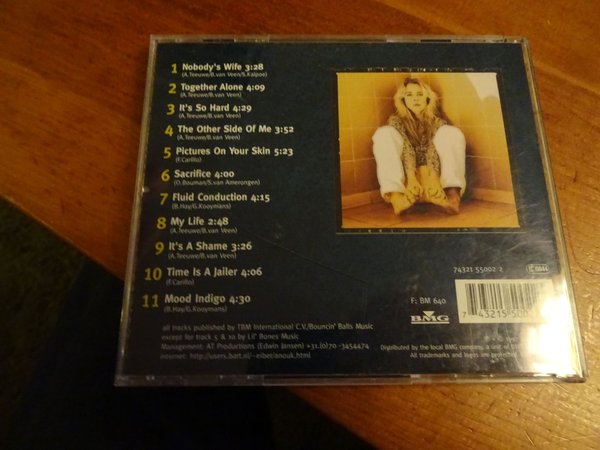 1 Nobody's Wife 3:28
(A.Teeuwe/B.van Veen/S.Kalpoe)
2 Together Alone 4:09
(A.Teeuwe/B.van Veen)
3 It's So Hard 4:29
(A.Teeuwe/B.van Veen)
4 The Other Side Of Me 3:52
(A.Teeuwe/B.van Veen)
5 Pictures On Your Skin 5:23
(F.Carillo)
6 Sacrifice 4:00
(D.Bouman/S.van Amerongen)
7 Fluid Conduction 4:15
(B.Hay/G.Kooymans)
8 My Life 2:48
(A.Teeuwe/B.van Veen)
9 It's A Shame 3:26
(A.Teeuwe/B.van Veen)
10 Time Is A Jailer 4:06
(F.Carillo)
11 Mood Indigo 4:30
(B.Hay/G.Kooymans)
all tracks published by TBM International C.V./Bouncin' Balls Music
except for track 5 & 10 by Lil' Bones Music
Management: AT Productions (Edwin Jansen) +31.(0)70 -3454474
Internet: http://users.bart.nl/~eiber/anouk.html
74321 55002 2
F: BM 640
BMG
7 43215 500
Distributed by the local BMG company, a unit of
All trademarks and logos are protected